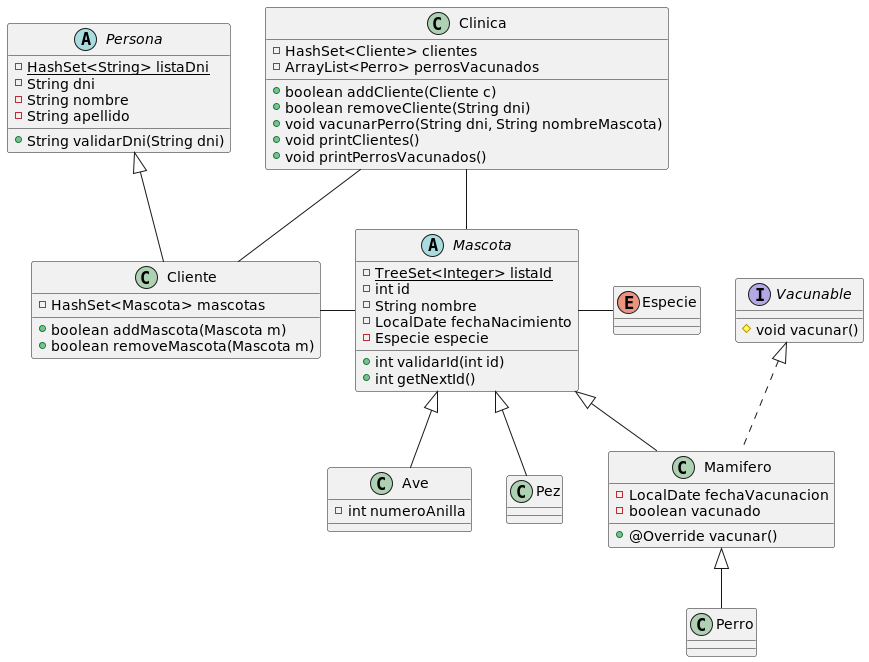 A Persona
HashSet<String> listaDni
String dni
String nombre
String apellido
String validarDni(String dni)
C Clinica
HashSet<Cliente> clientes
ArrayList<Perro> perrosVacunados
boolean addCliente(Cliente c)
boolean removeCliente(String dni)
void vacunarPerro(String dni, String nombreMascota)
void printClientes()
void printPerrosVacunados()
C Cliente
HashSet<Mascota> mascotas
boolean addMascota(Mascota m)
boolean removeMascota(Mascota m)
A Mascota
TreeSet<Integer> listaId
int id
String nombre
LocalDate fechaNacimiento
Especie especie
int validarId(int id)
int getNextId()
E Especie
I Vacunable
void vacunar()
C Ave
int numeroAnilla
C Pez
C Mamifero
LocalDate fechaVacunacion
boolean vacunado
@Override vacunar()
C Perro